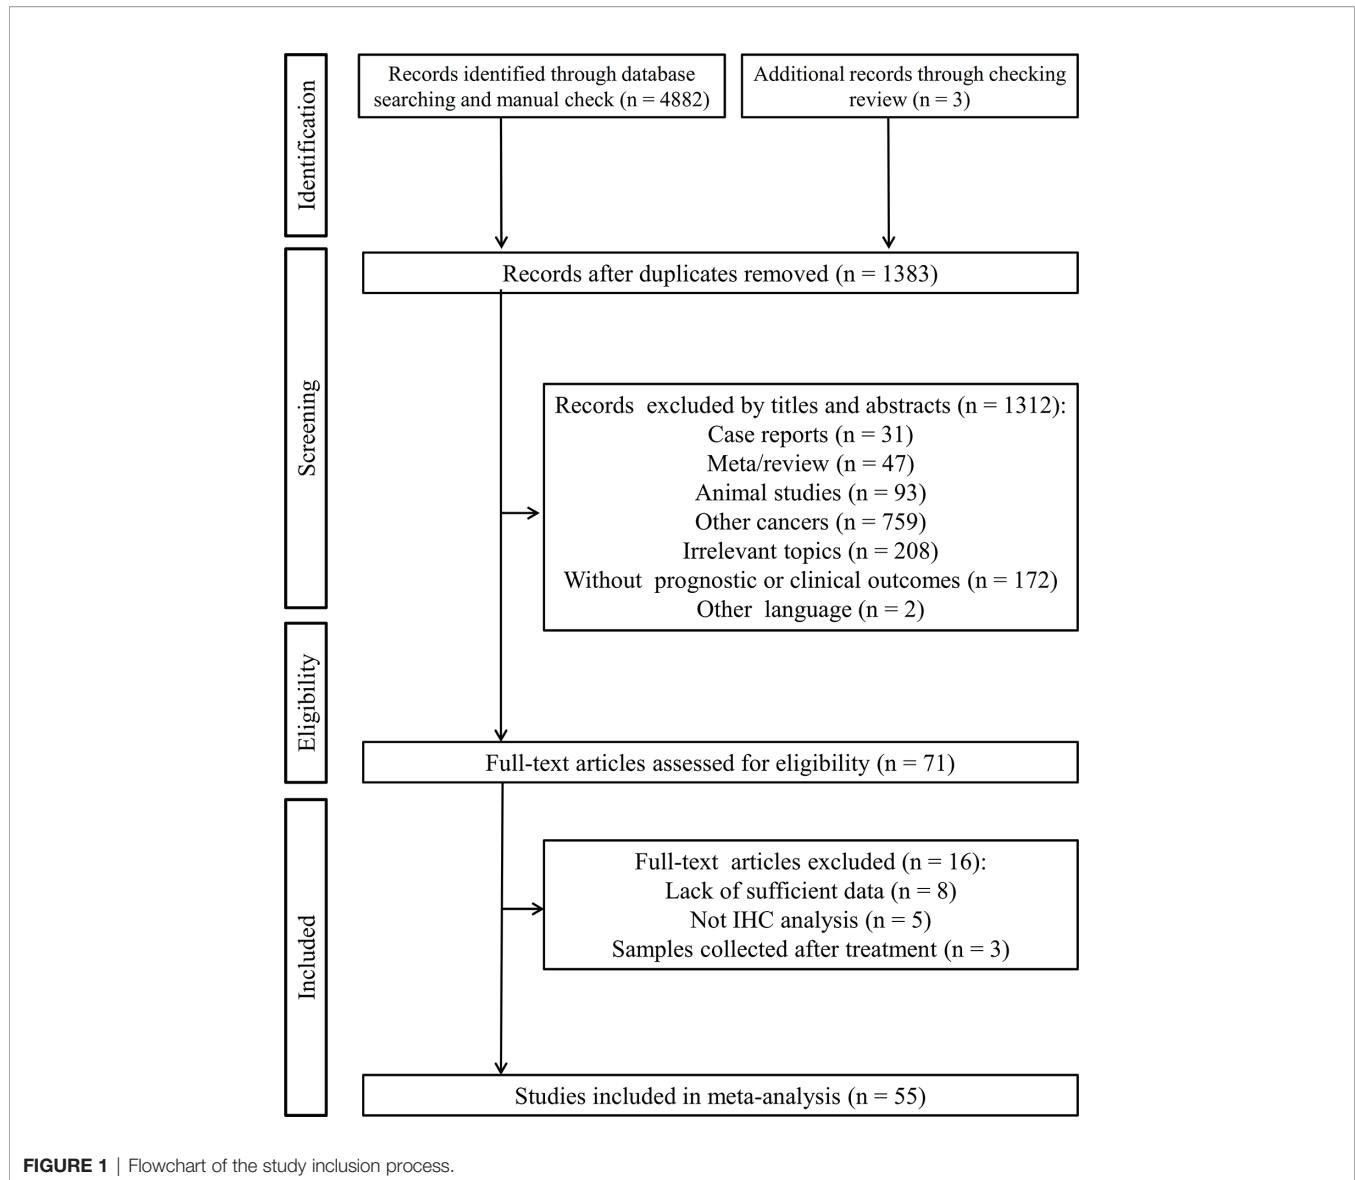 Identification
Records identified through database
searching and manual check (n = 4882)
Additional records through checking
review (n = 3)
Screening
Records after duplicates removed (n = 1383)
Records excluded by titles and abstracts (n = 1312):
Case reports (n = 31)
Meta/review (n = 47)
Animal studies (n = 93)
Other cancers (n = 759)
Irrelevant topics (n = 208)
Without prognostic or clinical outcomes (n = 172)
Other language (n = 2)
Eligibility
Full-text articles assessed for eligibility (n = 71)
Included
Full-text articles excluded (n = 16):
Lack of sufficient data (n = 8)
Not IHC analysis (n = 5)
Samples collected after treatment (n = 3)
Studies included in meta-analysis (n = 55)
FIGURE 1 | Flowchart of the study inclusion process.